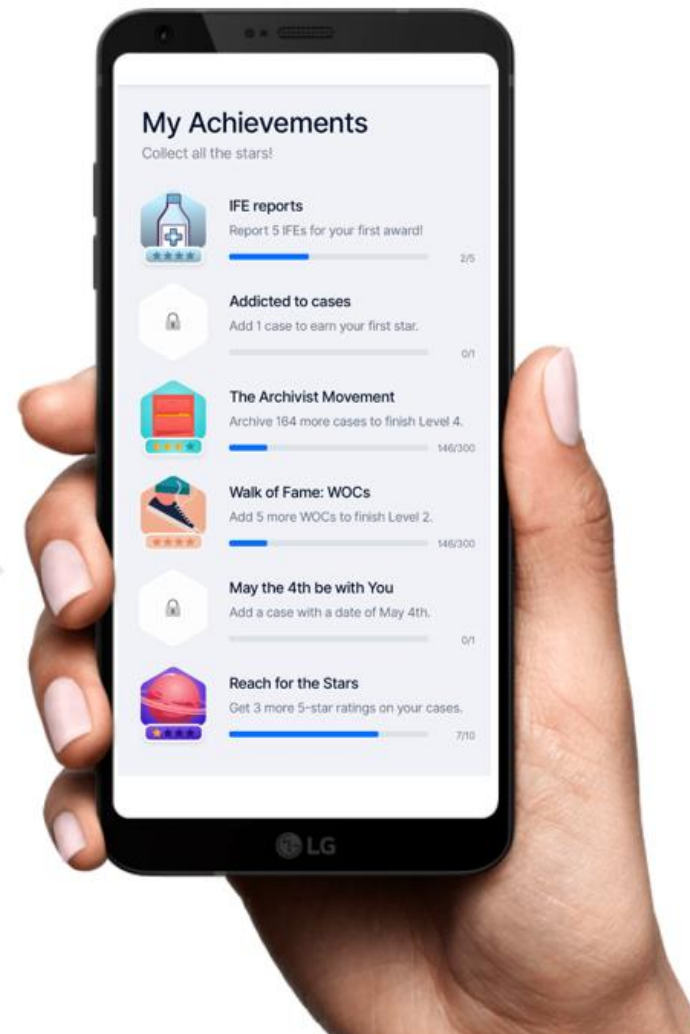 My Achievements
Collect all the stars!
IFE reports
Report 5 IFEs for your first award!
2/5
Addicted to cases
Add 1 case to earn your first star.
0/1
The Archivist Movement
Archive 164 more cases to finish Level 4.
146/300
Walk of Fame: WOCs
Add 5 more WOCs to finish Level 2.
146/300
May the 4th be with You
Add a case with a date of May 4th.
0/1
Reach for the Stars
Get 3 more 5-star ratings on your cases.
7/10
LG